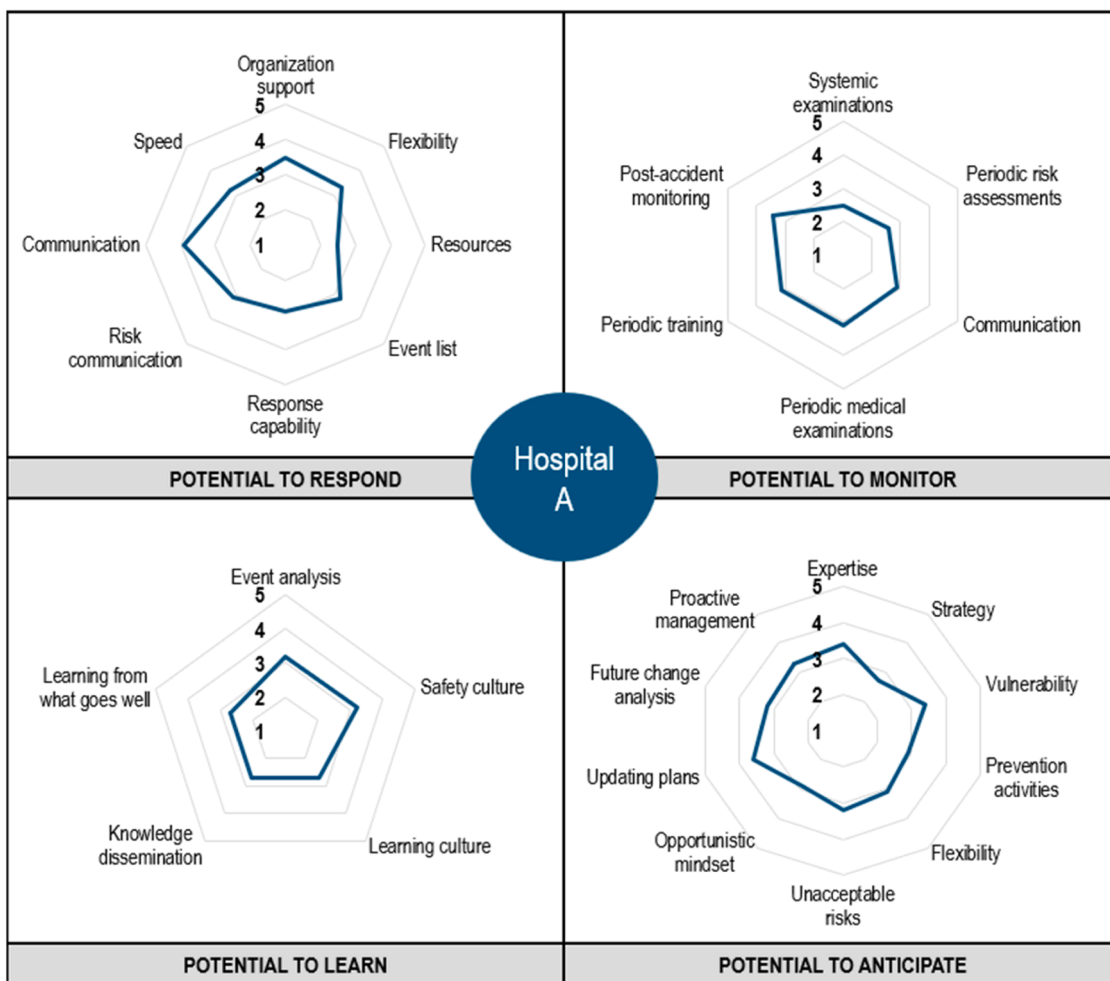 Organization
support
5
4
3
2
1
Speed
Flexibility
Communication
Resources
Risk
communication
Event list
Response
capability
POTENTIAL TO RESPOND
Systemic
examinations
5
4
3
2
1
Post-accident
monitoring
Periodic risk
assessments
Periodic training
Communication
Periodic medical
examinations
POTENTIAL TO MONITOR
Hospital
A
Event analysis
5
4
3
2
1
Learning from
what goes well
Safety culture
Knowledge
dissemination
Learning culture
POTENTIAL TO LEARN
Expertise
5
4
3
2
1
Proactive
management
Strategy
Future change
analysis
Vulnerability
Updating plans
Prevention
activities
Opportunistic
mindset
Flexibility
Unacceptable
risks
POTENTIAL TO ANTICIPATE